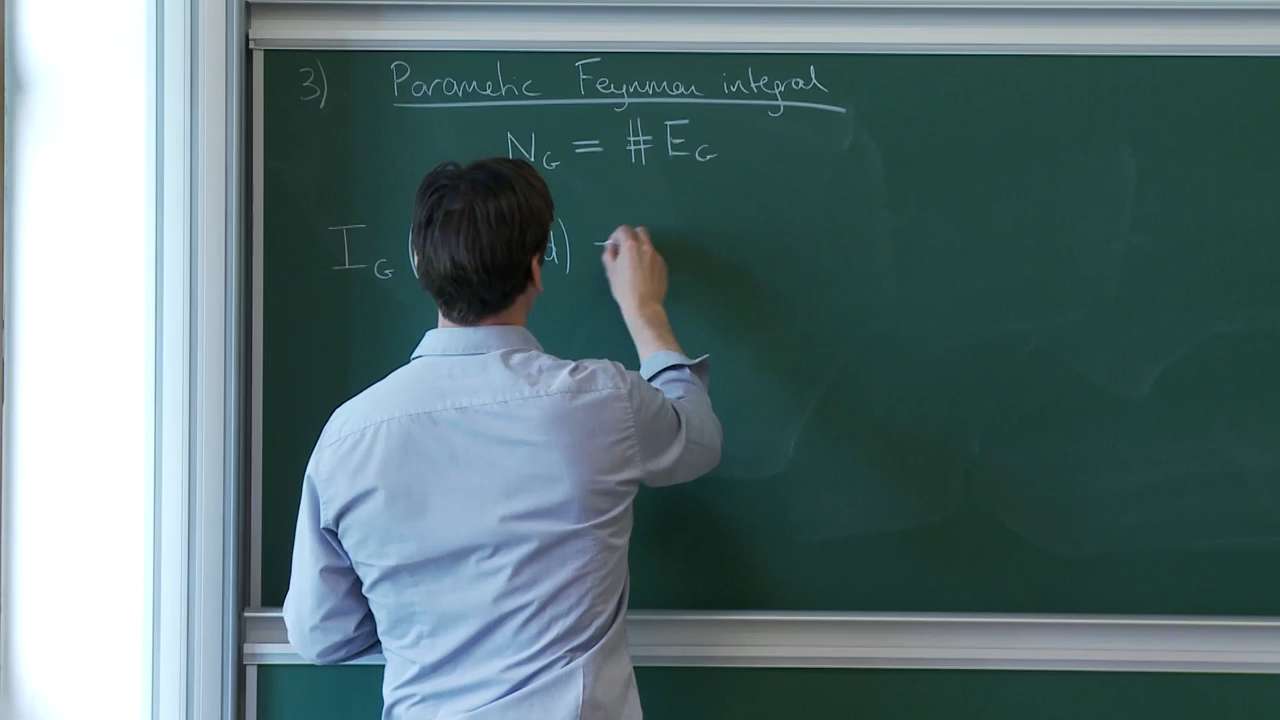 3) Parametric Feynman integral
N_G = # E_G
I_G ( d)